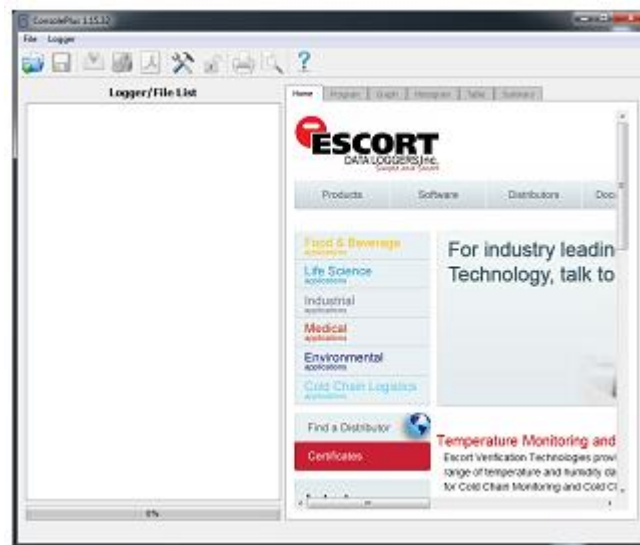 ConsolePlus 1.15.32
File Logger
Logger/File List
Home Program Graph Histogram Table Summary
ESCORT
DATA LOGGERS, Inc.
Simple and Smart
Products Software Distributors Doc
Food & Beverage
applications
Life Science
applications
Industrial
applications
Medical
applications
Environmental
applications
Cold Chain Logistics
applications
For industry leadin
Technology, talk to
Find a Distributor
Certificates
Temperature Monitoring and
Escort Verification Technologies provi
range of temperature and humidity da
for Cold Chain Monitoring and Cold C
0%